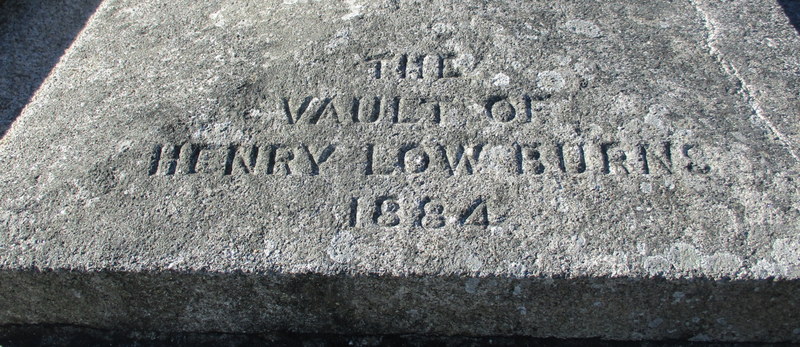 THE
VAULT OF
HENRY LOW BURNS
1884